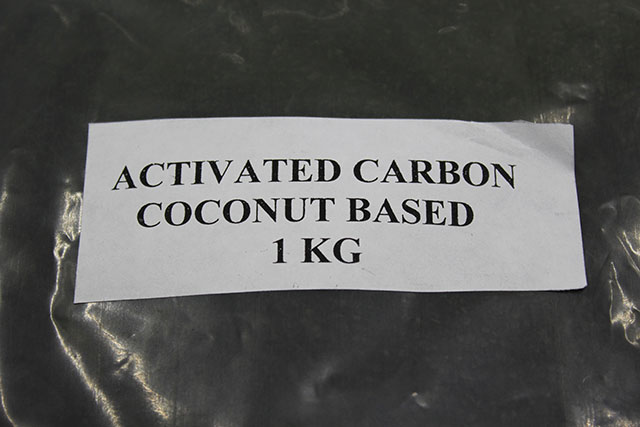 ACTIVATED CARBON
COCONUT BASED
1 KG